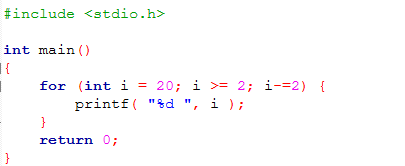 #include <stdio.h>
int main()
{
for (int i = 20; i >= 2; i-=2) {
printf( "%d ", i );
}
return 0;
}